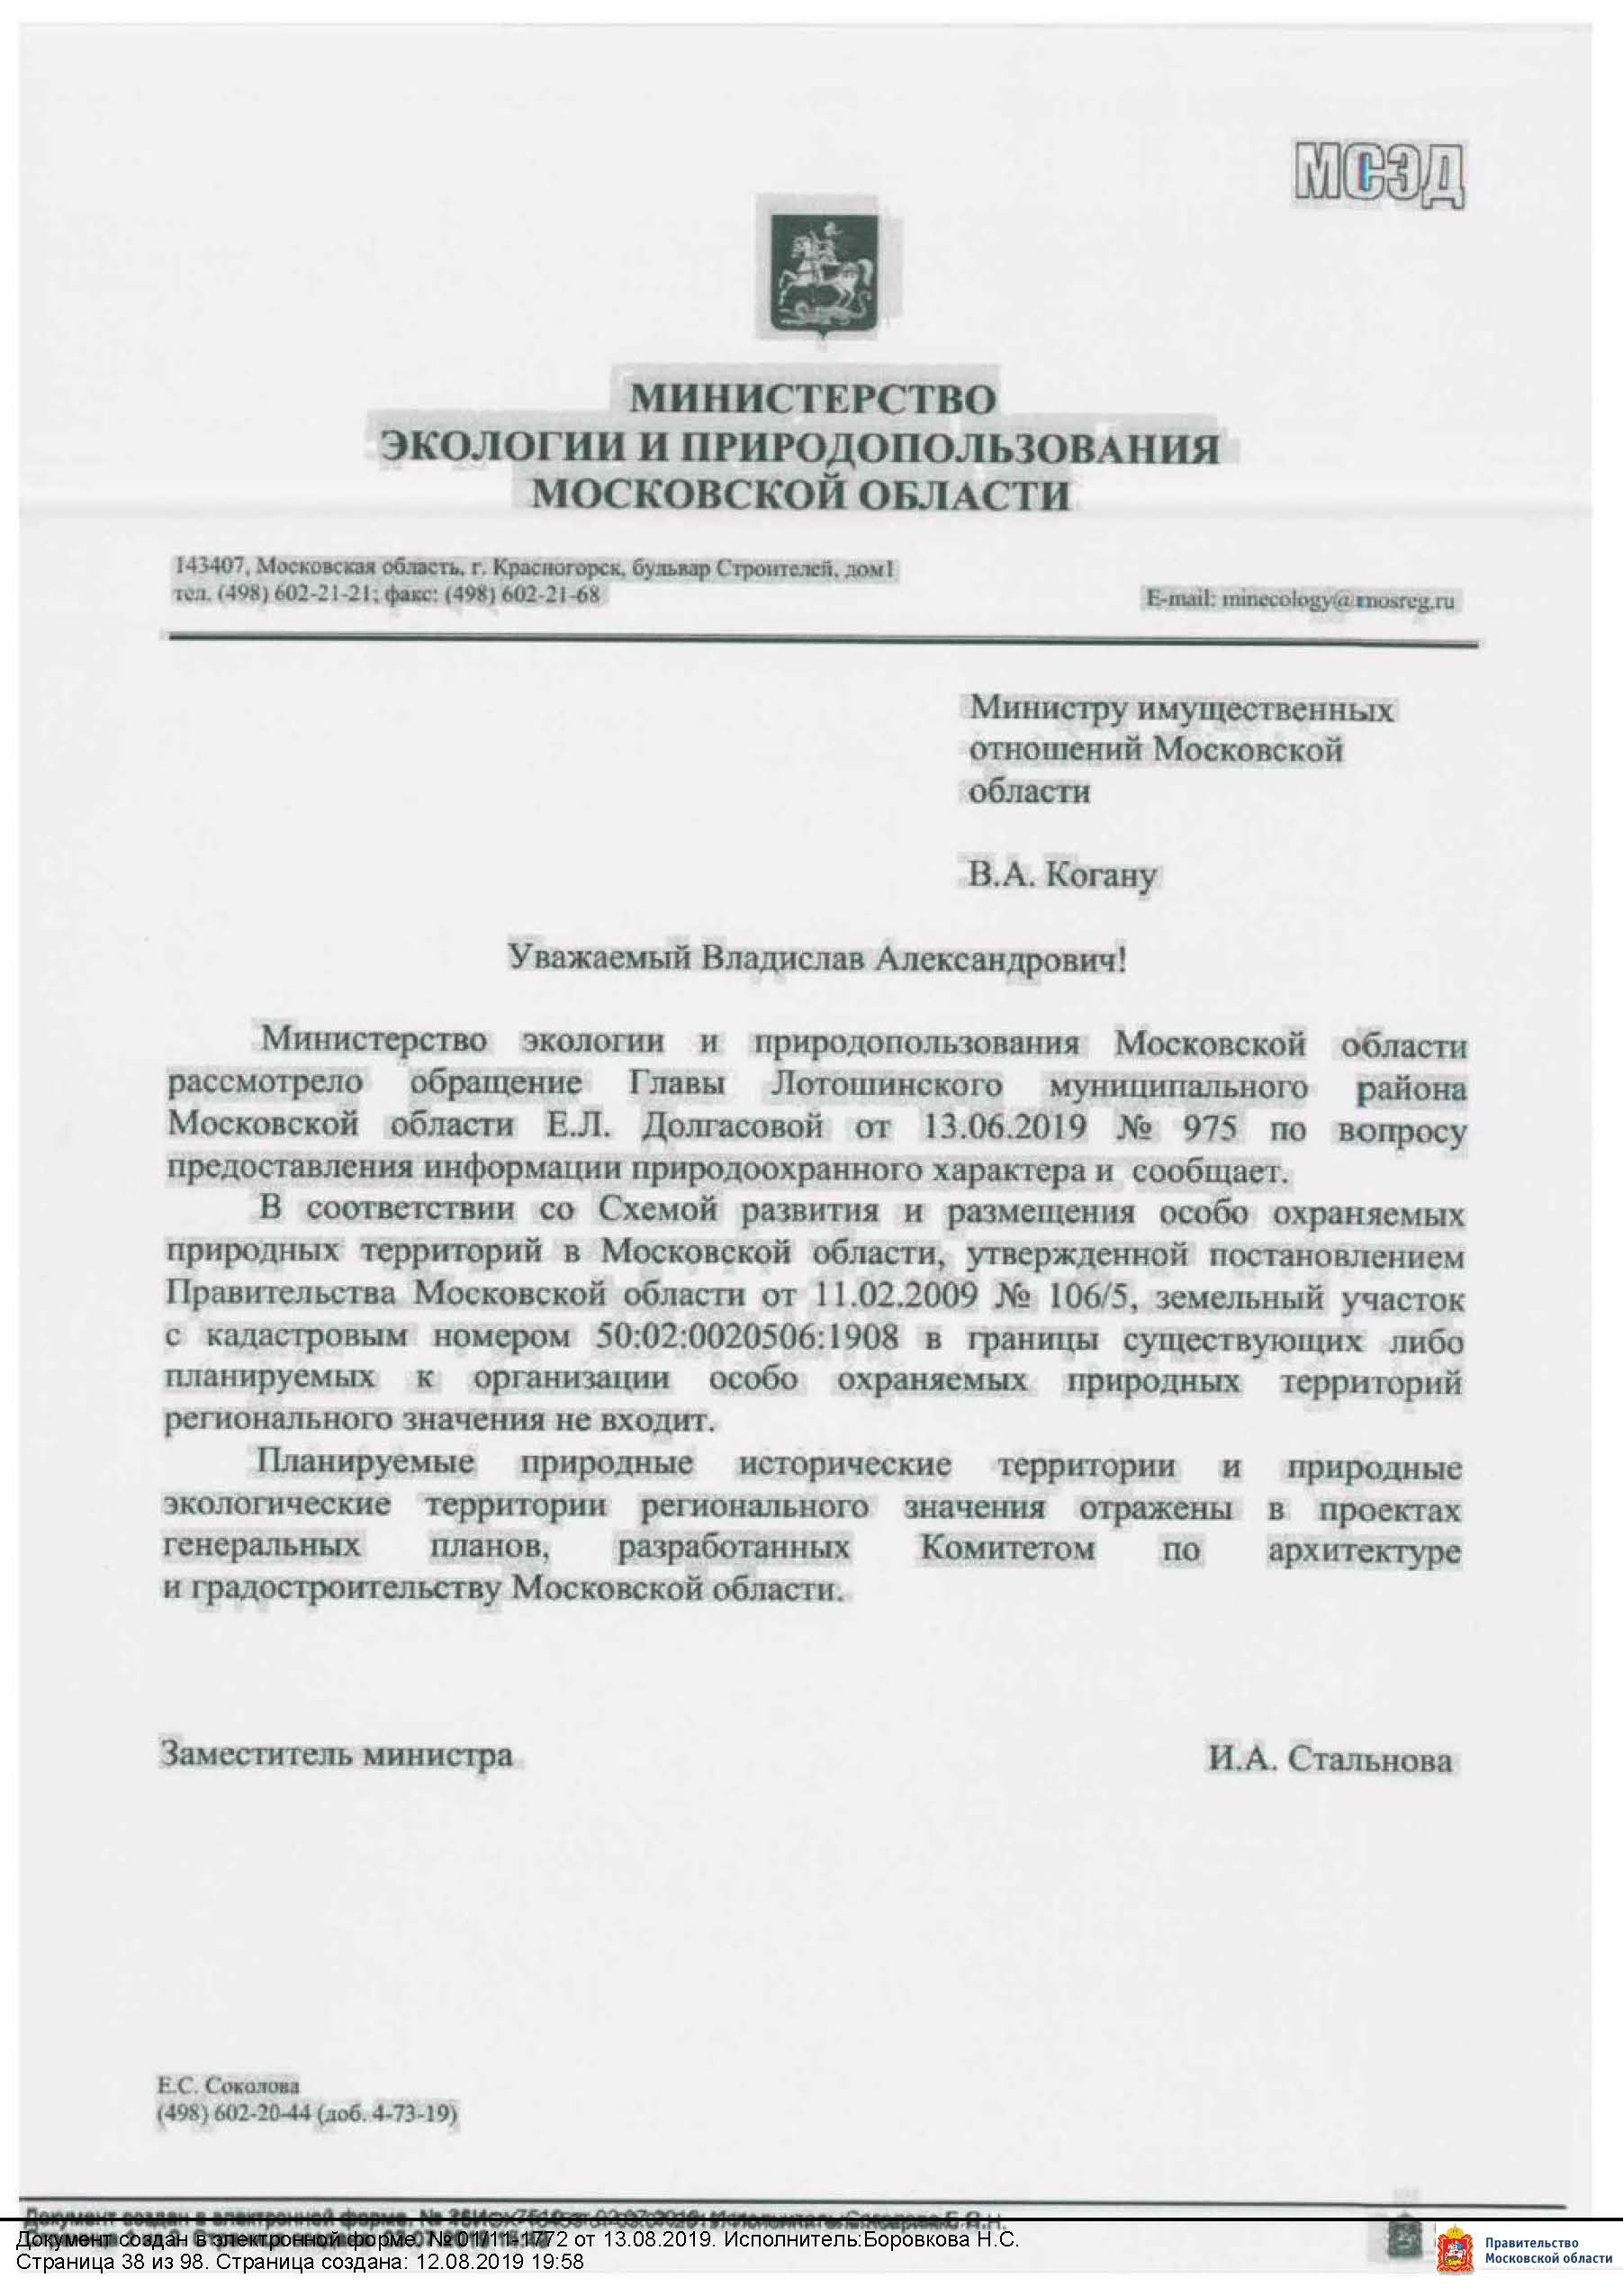 МСЭД
МИНИСТЕРСТВО
ЭКОЛОГИИ И ПРИРОДОПОЛЬЗОВАНИЯ
МОСКОВСКОЙ ОБЛАСТИ
143407, Московская область, г. Красногорск, бульвар Строителей, дом1
тел. (498) 602-21-21; факс: (498) 602-21-68
E-mail: minecology@mosreg.ru
Министру имущественных
отношений Московской
области
В.А. Когану
Уважаемый Владислав Александрович!
Министерство экологии и природопользования Московской области
рассмотрело обращение Главы Лотошинского муниципального района
Московской области Е.Л. Долгасовой от 13.06.2019 № 975 по вопросу
предоставления информации природоохранного характера и сообщает.
В соответствии со Схемой развития и размещения особо охраняемых
природных территорий в Московской области, утвержденной постановлением
Правительства Московской области от 11.02.2009 № 106/5, земельный участок
с кадастровым номером 50:02:0020506:1908 в границы существующих либо
планируемых к организации особо охраняемых природных территорий
регионального значения не входит.
Планируемые природные исторические территории и природные
экологические территории регионального значения отражены в проектах
генеральных планов, разработанных Комитетом по архитектуре
и градостроительству Московской области.
Заместитель министра
И.А. Стальнова
Е.С. Соколова
(498) 602-20-44 (доб. 4-73-19)
Документ создан в электронной форме.
Документ создан в электронной форме. № 01/11-1772 от 13.08.2019. Исполнитель:Боровкова Н.С.
Страница 38 из 98. Страница создана: 12.08.2019 19:58
Правительство
Московской области